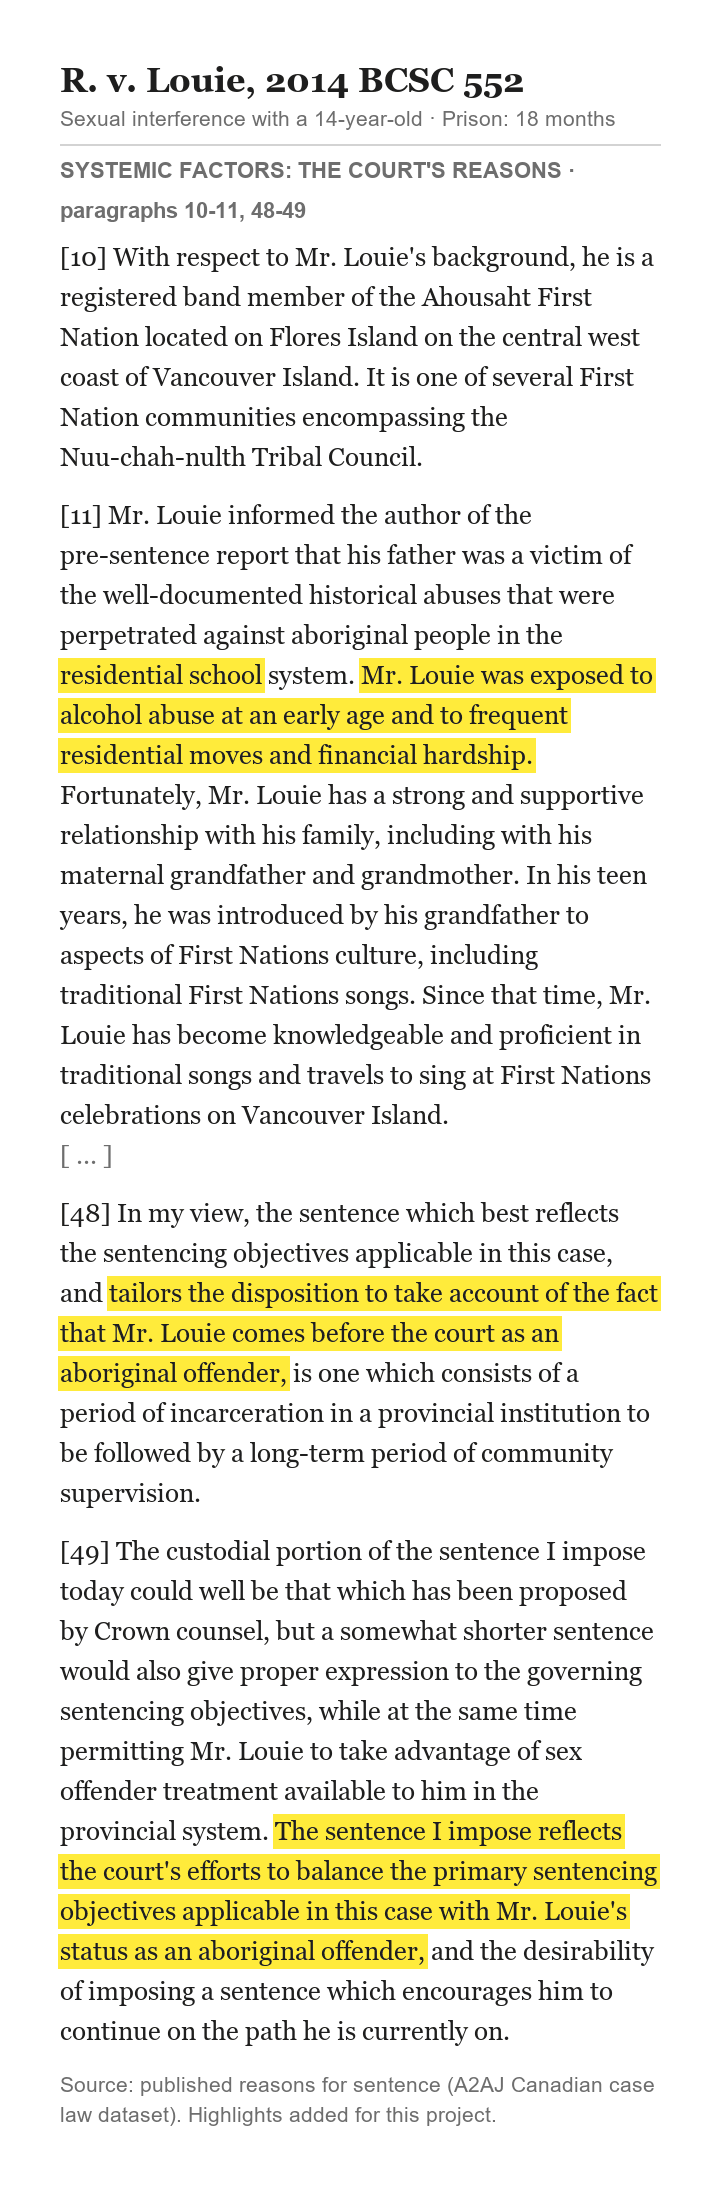 R. v. Louie, 2014 BCSC 552
Sexual interference with a 14-year-old · Prison: 18 months
SYSTEMIC FACTORS: THE COURT'S REASONS ·
paragraphs 10-11, 48-49
[10] With respect to Mr. Louie's background, he is a
registered band member of the Ahousaht First
Nation located on Flores Island on the central west
coast of Vancouver Island. It is one of several First
Nation communities encompassing the
Nuu-chah-nulth Tribal Council.
[11] Mr. Louie informed the author of the
pre-sentence report that his father was a victim of
the well-documented historical abuses that were
perpetrated against aboriginal people in the
residential school system. Mr. Louie was exposed to
alcohol abuse at an early age and to frequent
residential moves and financial hardship.
Fortunately, Mr. Louie has a strong and supportive
relationship with his family, including with his
maternal grandfather and grandmother. In his teen
years, he was introduced by his grandfather to
aspects of First Nations culture, including
traditional First Nations songs. Since that time, Mr.
Louie has become knowledgeable and proficient in
traditional songs and travels to sing at First Nations
celebrations on Vancouver Island.
[ ... ]
[48] In my view, the sentence which best reflects
the sentencing objectives applicable in this case,
and tailors the disposition to take account of the fact
that Mr. Louie comes before the court as an
aboriginal offender, is one which consists of a
period of incarceration in a provincial institution to
be followed by a long-term period of community
supervision.
[49] The custodial portion of the sentence I impose
today could well be that which has been proposed
by Crown counsel, but a somewhat shorter sentence
would also give proper expression to the governing
sentencing objectives, while at the same time
permitting Mr. Louie to take advantage of sex
offender treatment available to him in the
provincial system. The sentence I impose reflects
the court's efforts to balance the primary sentencing
objectives applicable in this case with Mr. Louie's
status as an aboriginal offender, and the desirability
of imposing a sentence which encourages him to
continue on the path he is currently on.
Source: published reasons for sentence (A2AJ Canadian case
law dataset). Highlights added for this project.